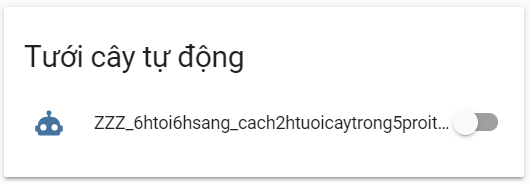 Tưới cây tự động
ZZZ_6htoi6hsang_cach2htuoicaytrong5proit...